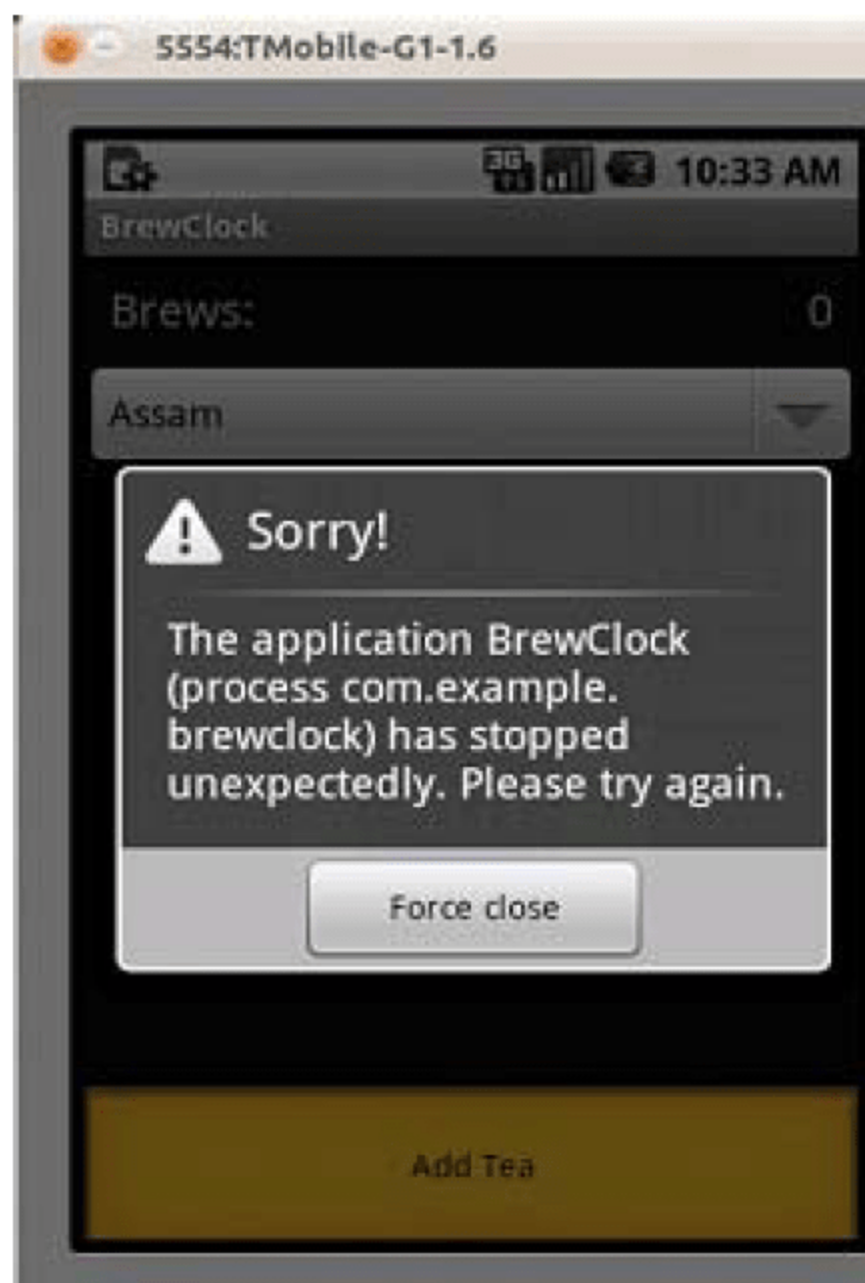 5554:TMobile-G1-1.6
3G
10:33 AM
BrewClock
Brews: 0
Assam
Sorry!
The application BrewClock
(process com.example.
brewclock) has stopped
unexpectedly. Please try again.
Force close
Add Tea